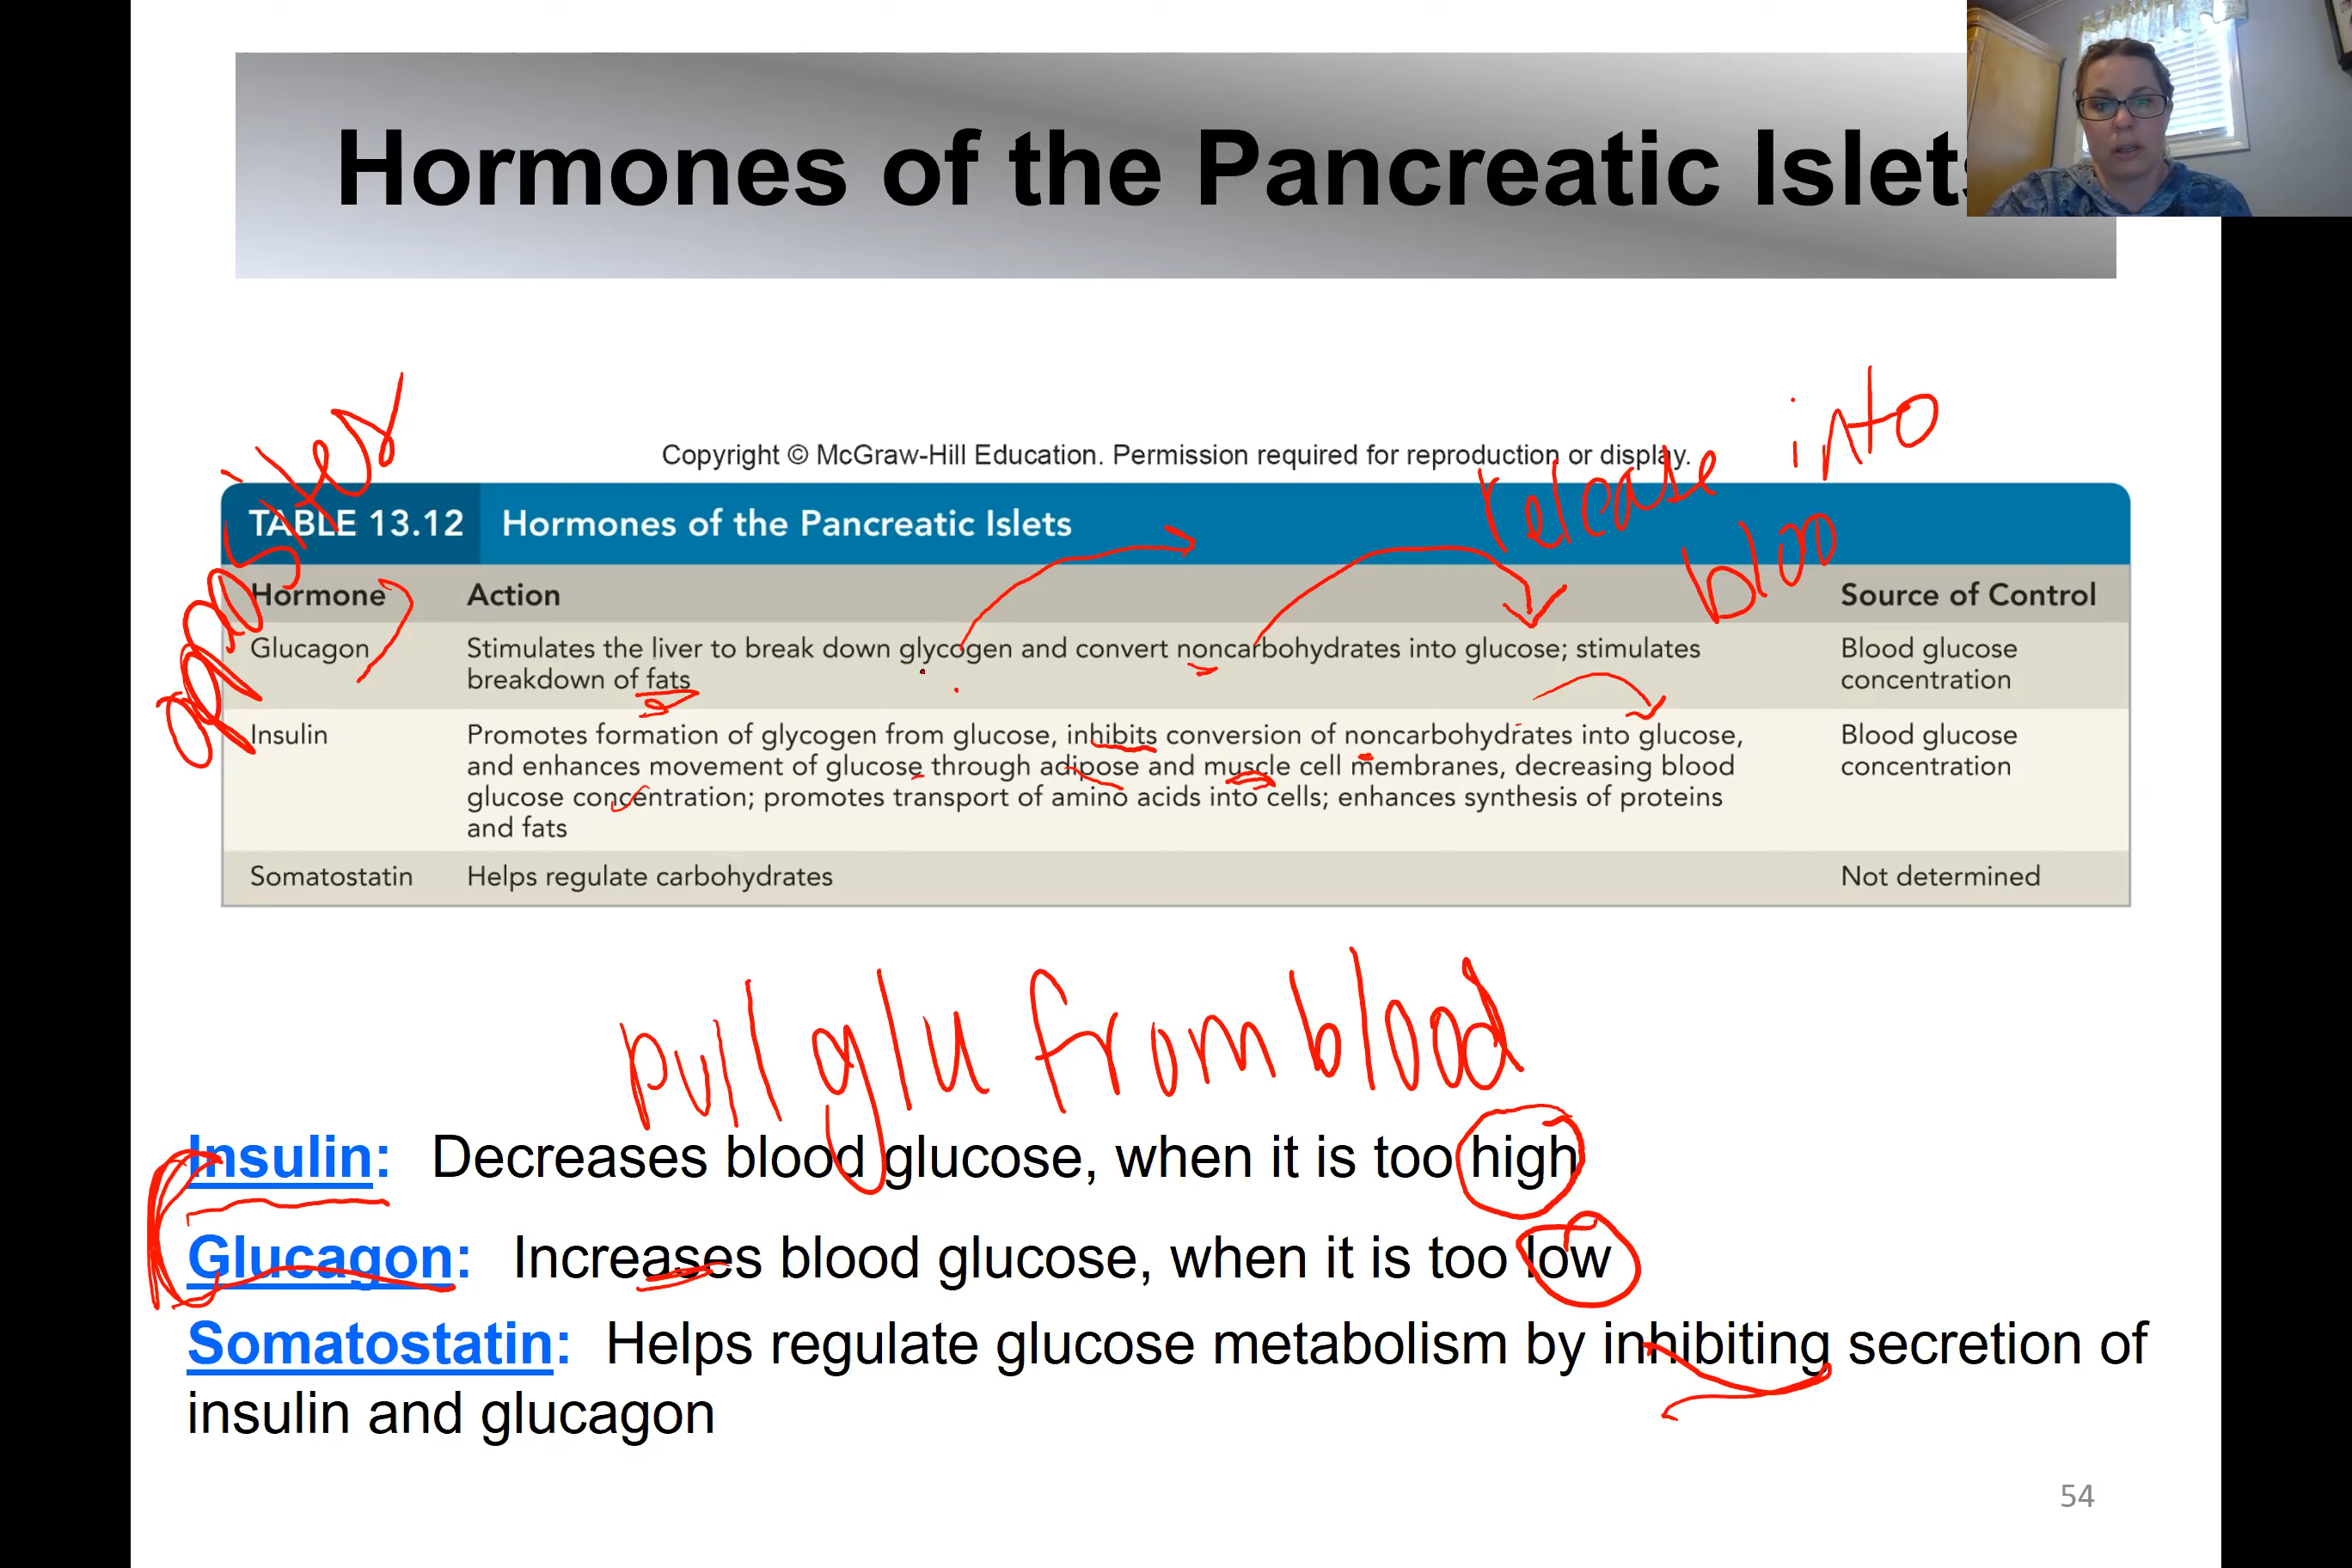 Hormones of the Pancreatic Islets
opposites
release into
bloo
Copyright © McGraw-Hill Education. Permission required for reproduction or display.
TABLE 13.12 Hormones of the Pancreatic Islets
Hormone Action Source of Control
Glucagon Stimulates the liver to break down glycogen and convert noncarbohydrates into glucose; stimulates Blood glucose
breakdown of fats concentration
Insulin Promotes formation of glycogen from glucose, inhibits conversion of noncarbohydrates into glucose, Blood glucose
and enhances movement of glucose through adipose and muscle cell membranes, decreasing blood concentration
glucose concentration; promotes transport of amino acids into cells; enhances synthesis of proteins
and fats
Somatostatin Helps regulate carbohydrates Not determined
pull glu from blood
Insulin: Decreases blood glucose, when it is too high
Glucagon: Increases blood glucose, when it is too low
Somatostatin: Helps regulate glucose metabolism by inhibiting secretion of
insulin and glucagon
54